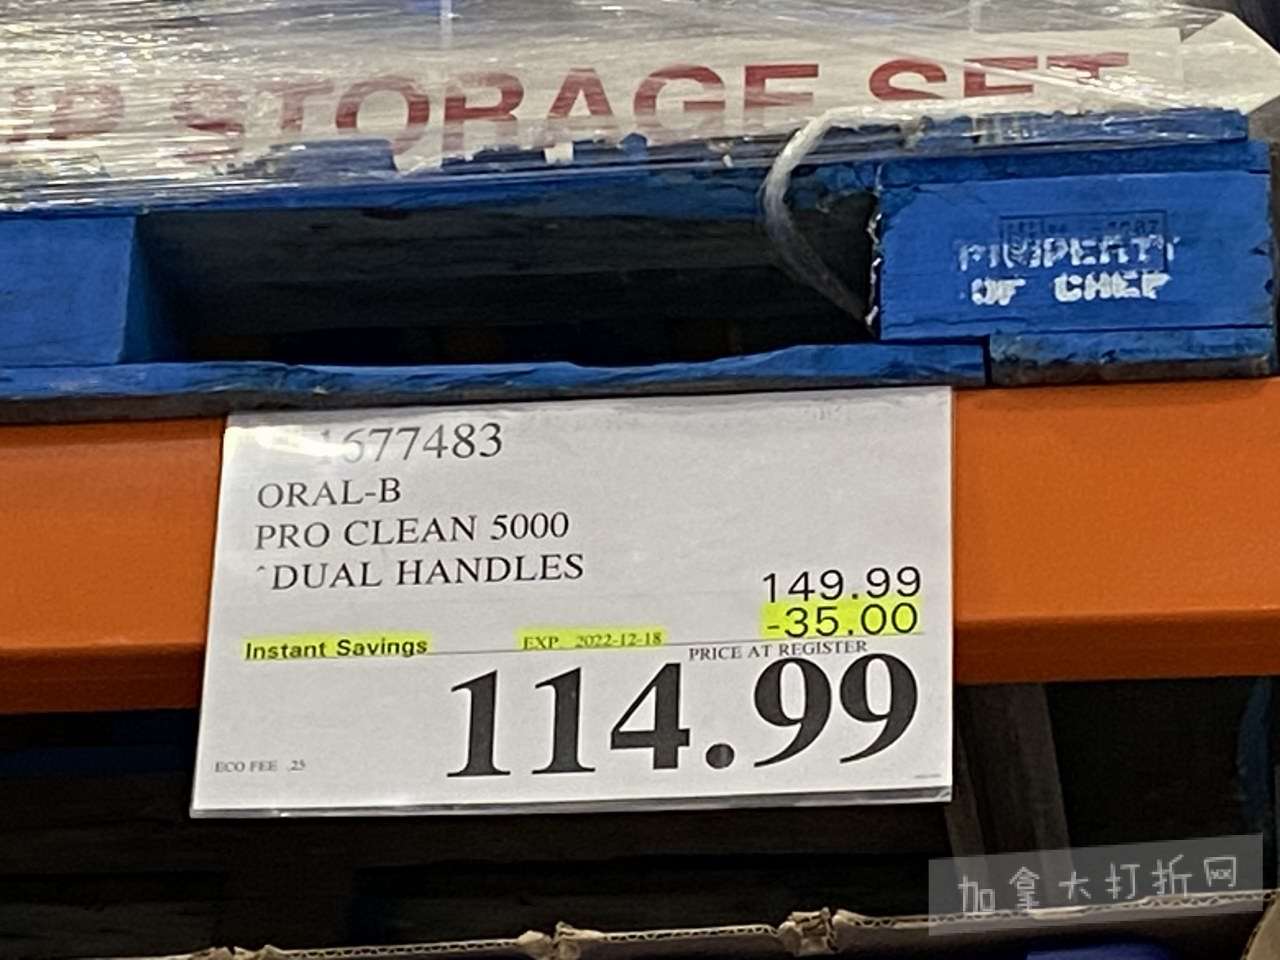 STORAGE SET
PROPERTY
OF CHEP
1677483
ORAL-B
PRO CLEAN 5000
^DUAL HANDLES
149.99
-35.00
Instant Savings EXP 2022-12-18
PRICE AT REGISTER
114.99
ECO FEE .25
加拿大打折网